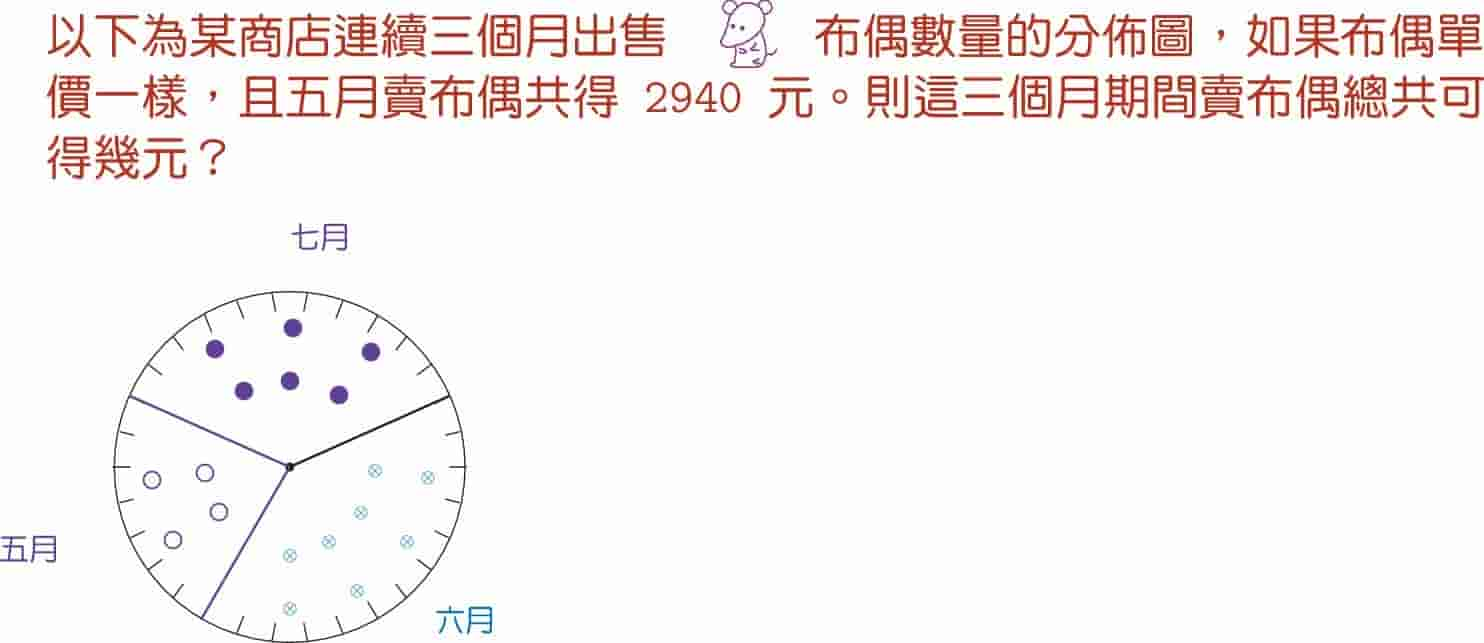 以下為某商店連續三個月出售 布偶數量的分佈圖，如果布偶單
價一樣，且五月賣布偶共得 2940 元。則這三個月期間賣布偶總共可
得幾元？
七月
五月
六月